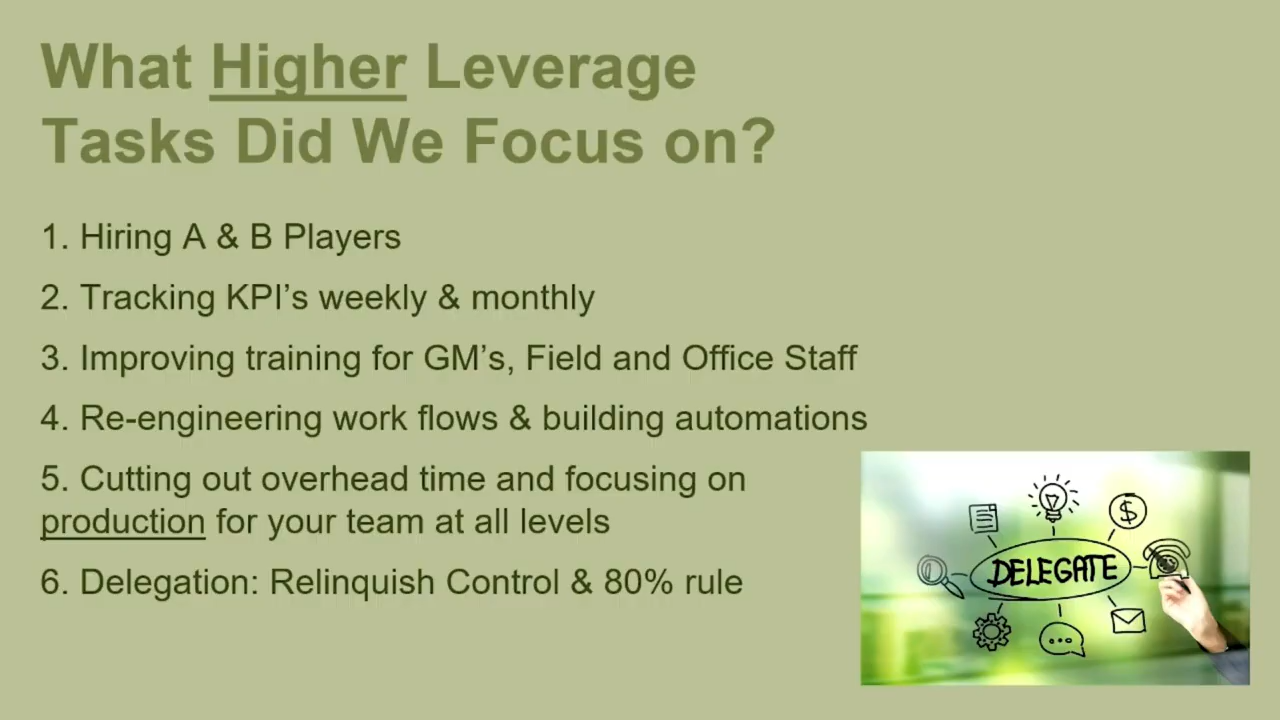 What Higher Leverage
Tasks Did We Focus on?
1. Hiring A & B Players
2. Tracking KPI’s weekly & monthly
3. Improving training for GM’s, Field and Office Staff
4. Re-engineering work flows & building automations
5. Cutting out overhead time and focusing on
production for your team at all levels
6. Delegation: Relinquish Control & 80% rule
$
DELEGATE